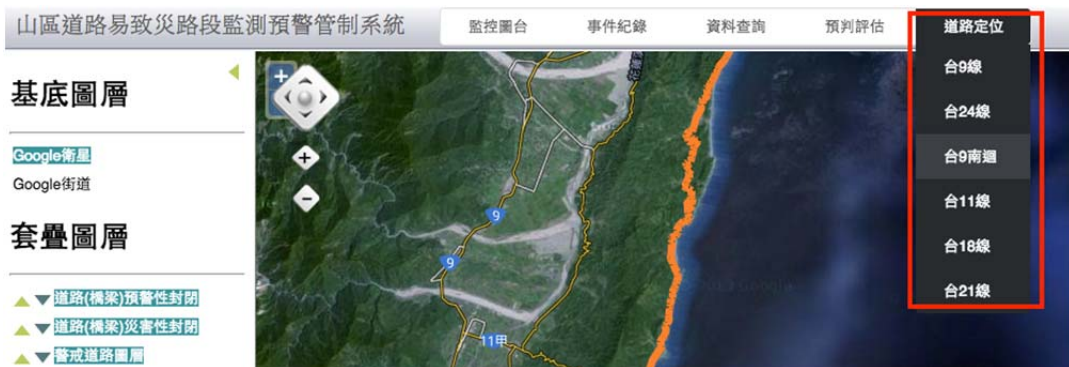 山區道路易致災路段監測預警管制系統
監控圖台
事件紀錄
資料查詢
預判評估
道路定位
台9線
台24線
台9南迴
台11線
台18線
台21線
基底圖層
Google衛星
Google街道
套疊圖層
道路(橋梁)預警性封閉
道路(橋梁)災害性封閉
警戒道路圖層
9
9
11甲